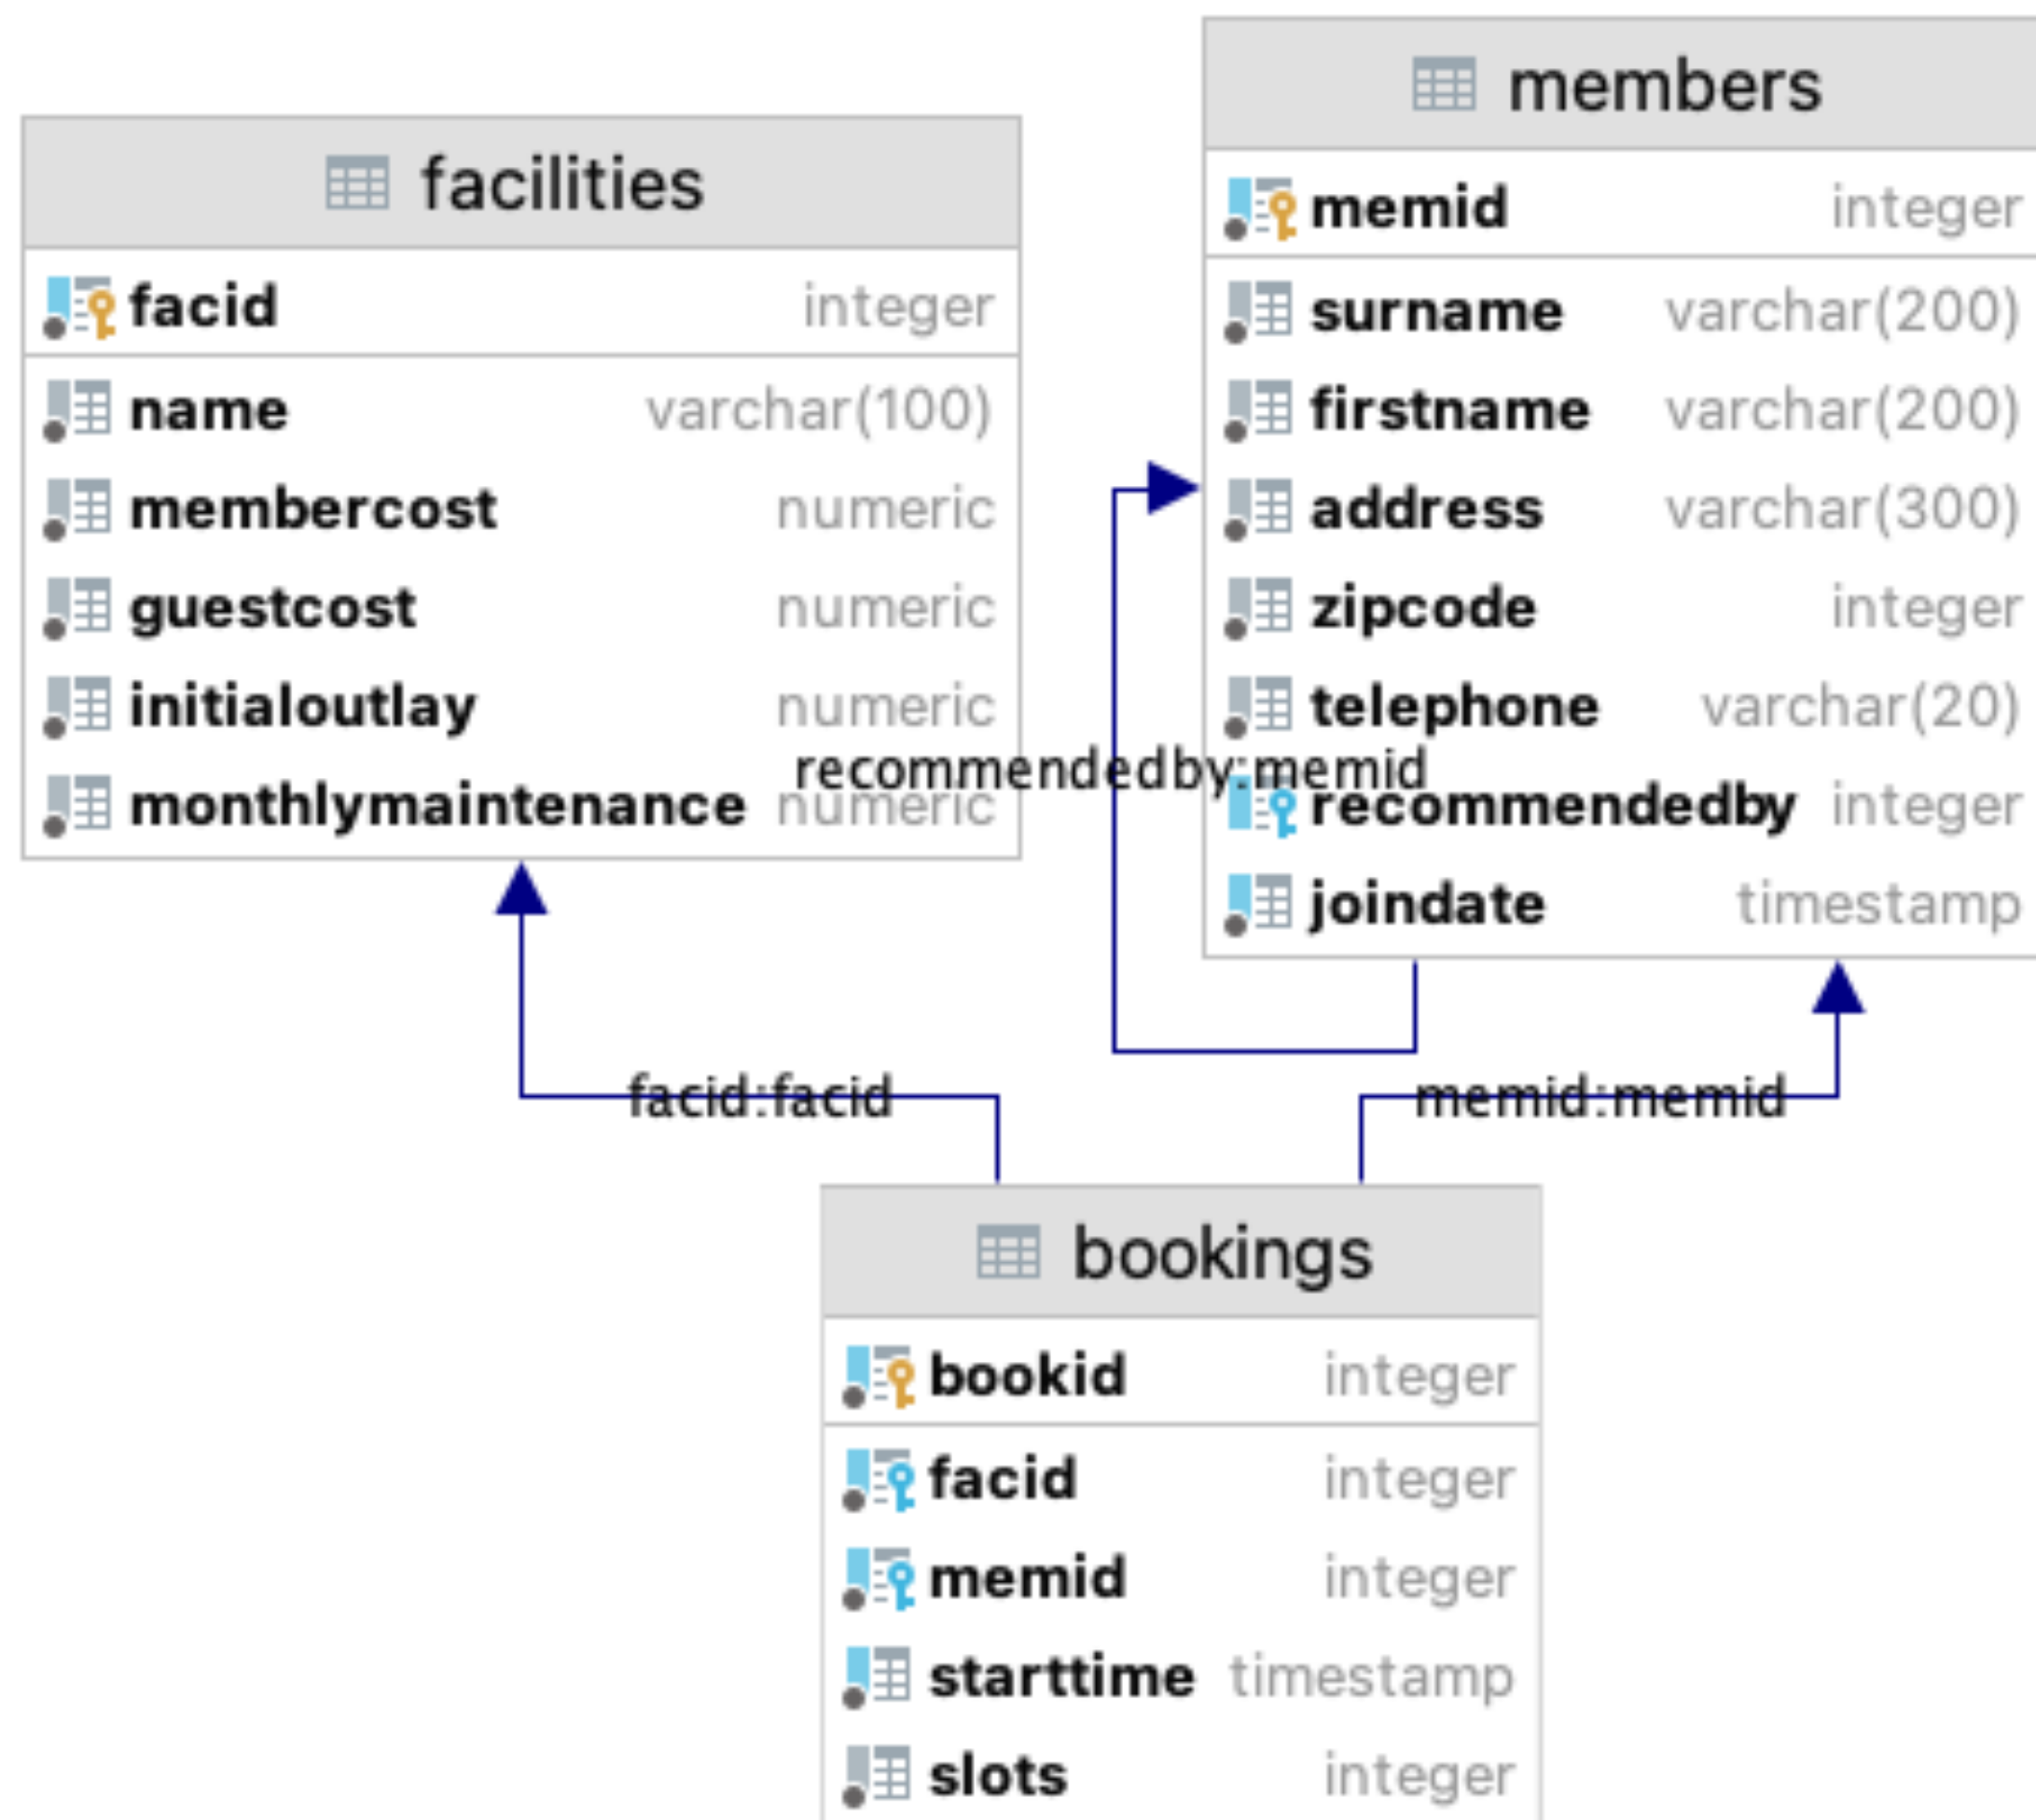 members
memid integer
surname varchar(200)
firstname varchar(200)
address varchar(300)
zipcode integer
telephone varchar(20)
recommendedby integer
joindate timestamp
facilities
facid integer
name varchar(100)
membercost numeric
guestcost numeric
initialoutlay numeric
monthlymaintenance numeric
recommendedby:memid
facid:facid
memid:memid
bookings
bookid integer
facid integer
memid integer
starttime timestamp
slots integer